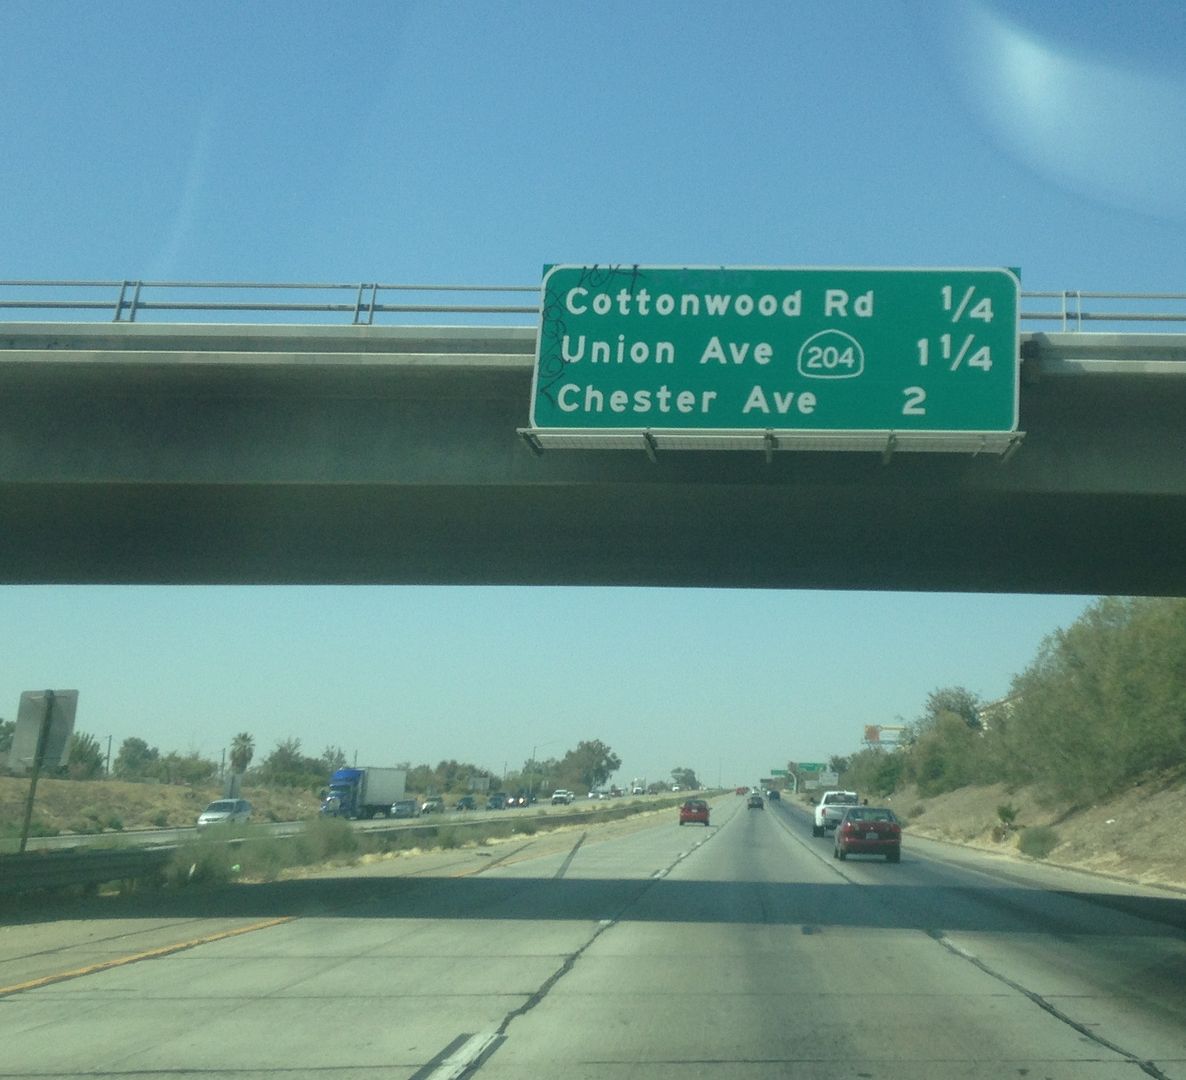 Cottonwood Rd 1/4
Union Ave 204 1 1/4
Chester Ave 2